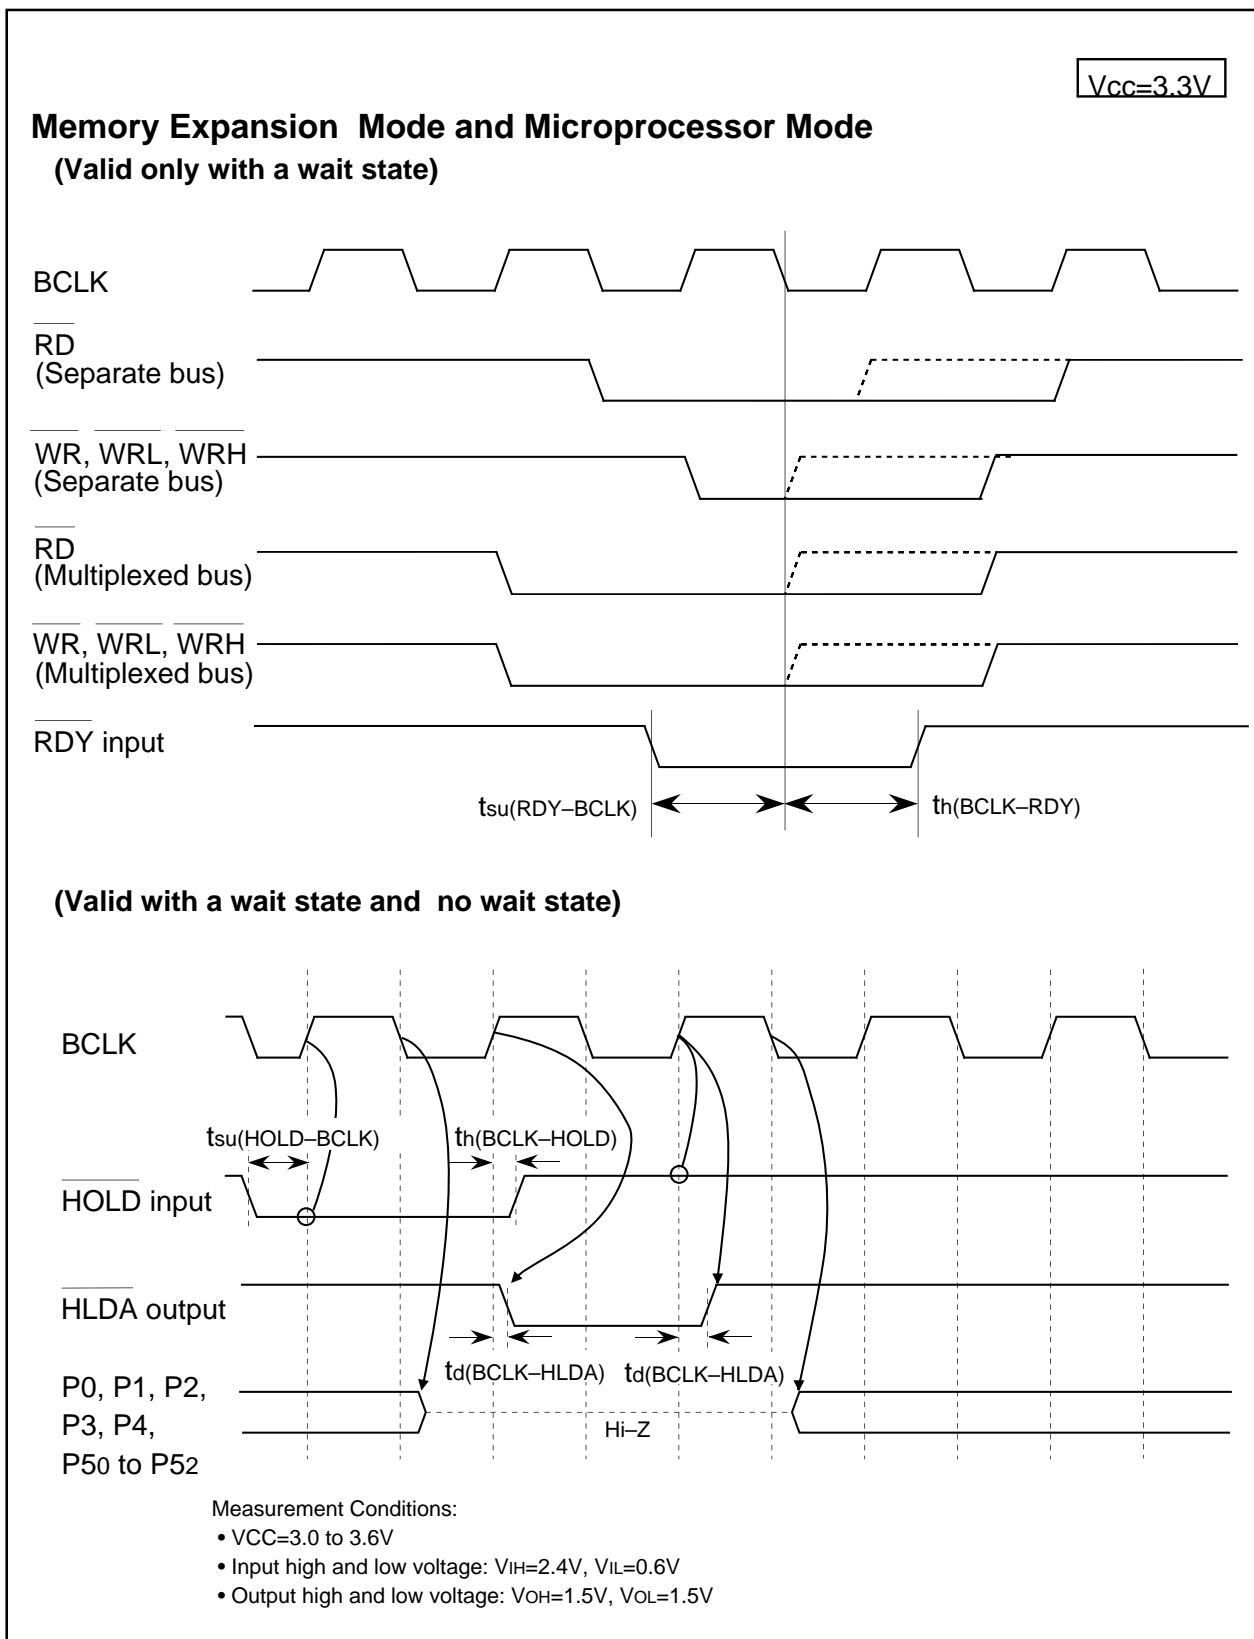 Vcc=3.3V
Memory Expansion Mode and Microprocessor Mode
(Valid only with a wait state)
BCLK
RD
(Separate bus)
WR, WRL, WRH
(Separate bus)
RD
(Multiplexed bus)
WR, WRL, WRH
(Multiplexed bus)
RDY input
tsu(RDY–BCLK)
th(BCLK–RDY)
(Valid with a wait state and no wait state)
BCLK
tsu(HOLD–BCLK)
th(BCLK–HOLD)
HOLD input
HLDA output
td(BCLK–HLDA)
td(BCLK–HLDA)
P0, P1, P2,
P3, P4,
P50 to P52
Hi–Z
Measurement Conditions:
• VCC=3.0 to 3.6V
• Input high and low voltage: VIH=2.4V, VIL=0.6V
• Output high and low voltage: VOH=1.5V, VOL=1.5V